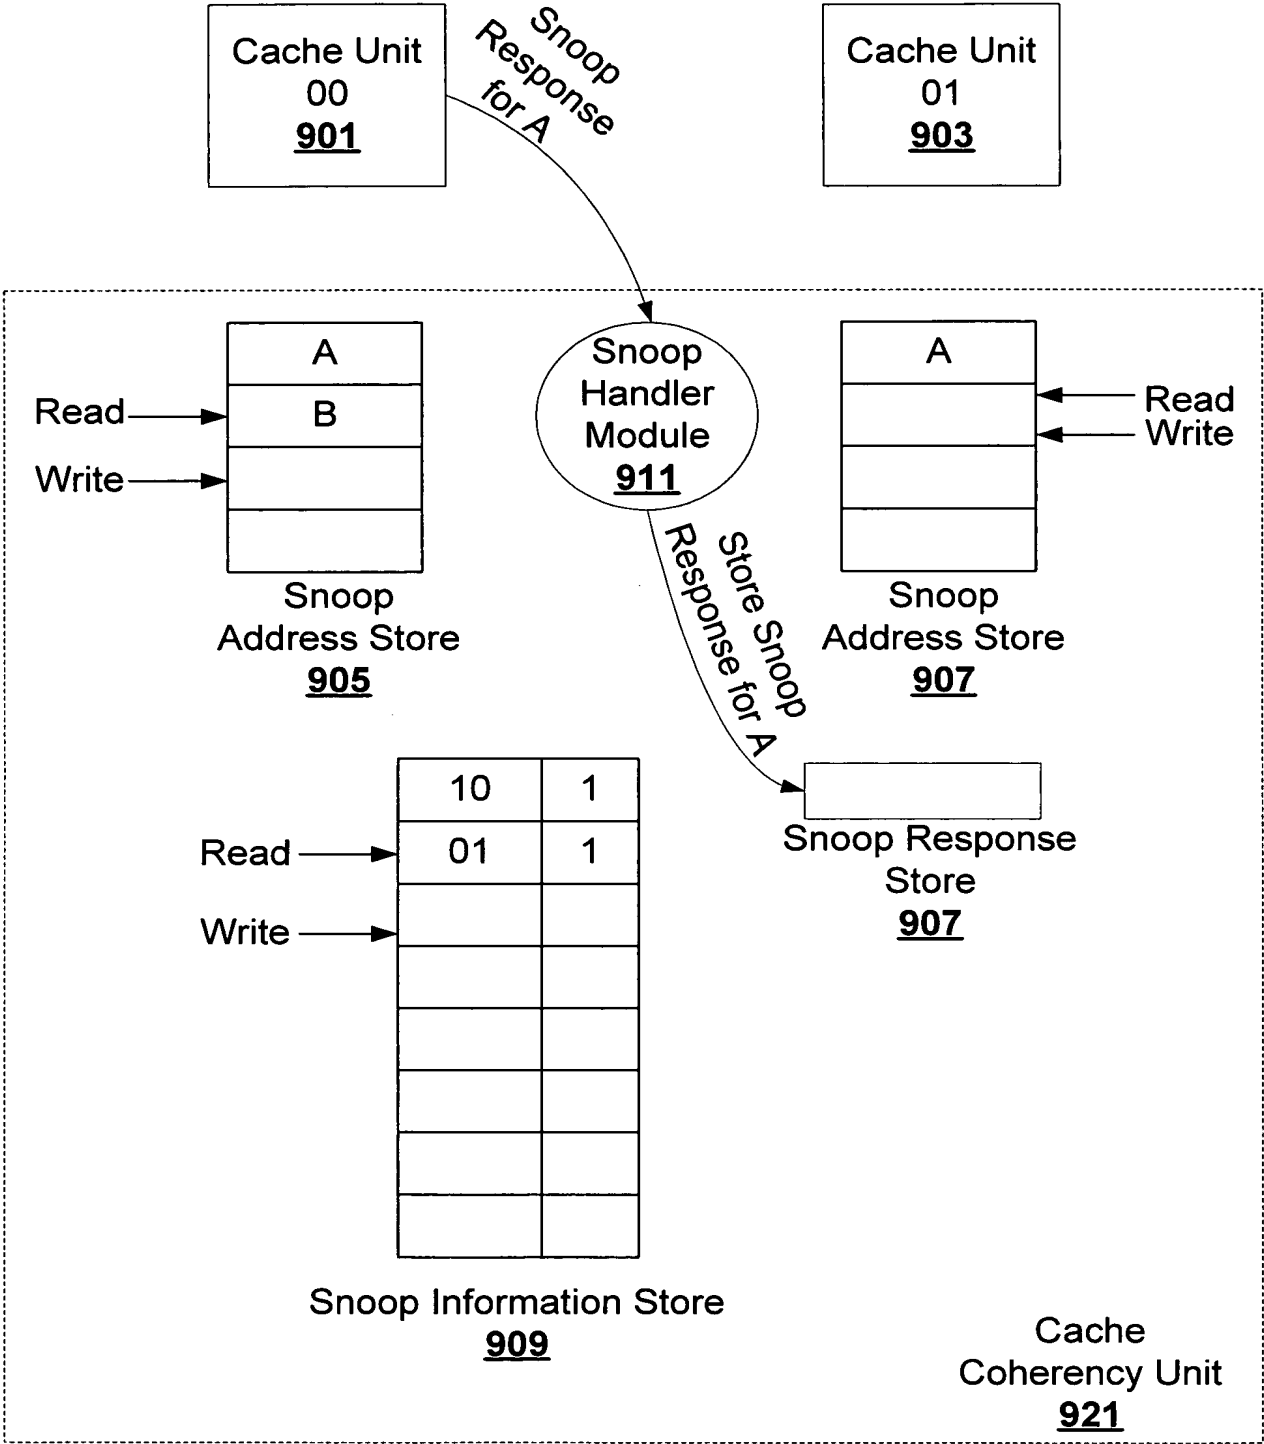 Cache Unit
00
901
Snoop
Response
for A
Cache Unit
01
903
A
B
Read
Write
Snoop
Address Store
905
Snoop
Handler
Module
911
A
Read
Write
Snoop
Address Store
907
Store Snoop
Response for A
10 1
01 1
Read
Write
Snoop Information Store
909
Snoop Response
Store
907
Cache
Coherency Unit
921